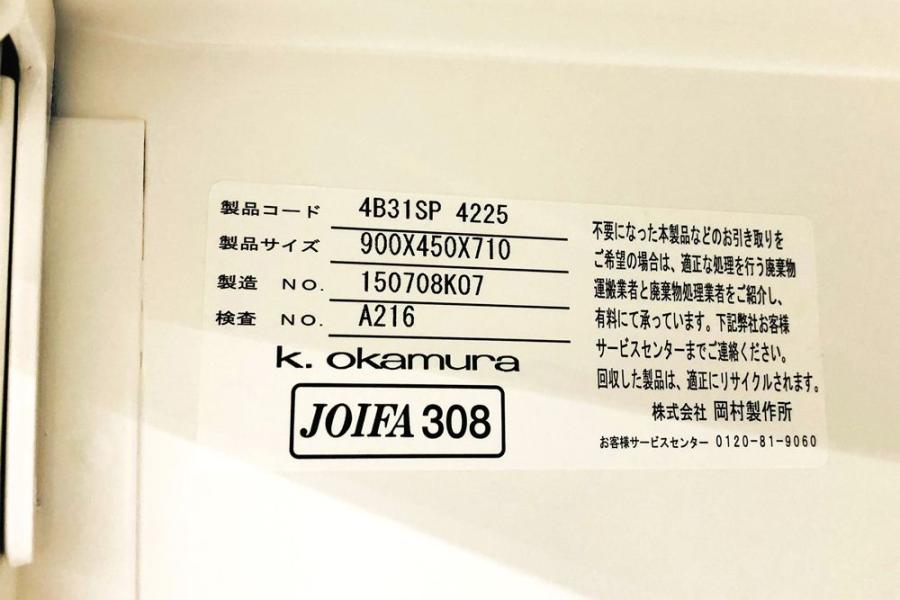 製品コード 4B31SP 4225
製品サイズ 900X450X710
製造 NO. 150708K07
検査 NO. A216
k. okamura
JOIFA 308
不要になった本製品などのお引き取りを
ご希望の場合は、適正な処理を行う廃棄物
運搬業者と廃棄物処理業者をご紹介し、
有料にて承っています。下記弊社お客様
サービスセンターまでご連絡ください。
回収した製品は、適正にリサイクルされます。
株式会社 岡村製作所
お客様サービスセンター 0120-81-9060